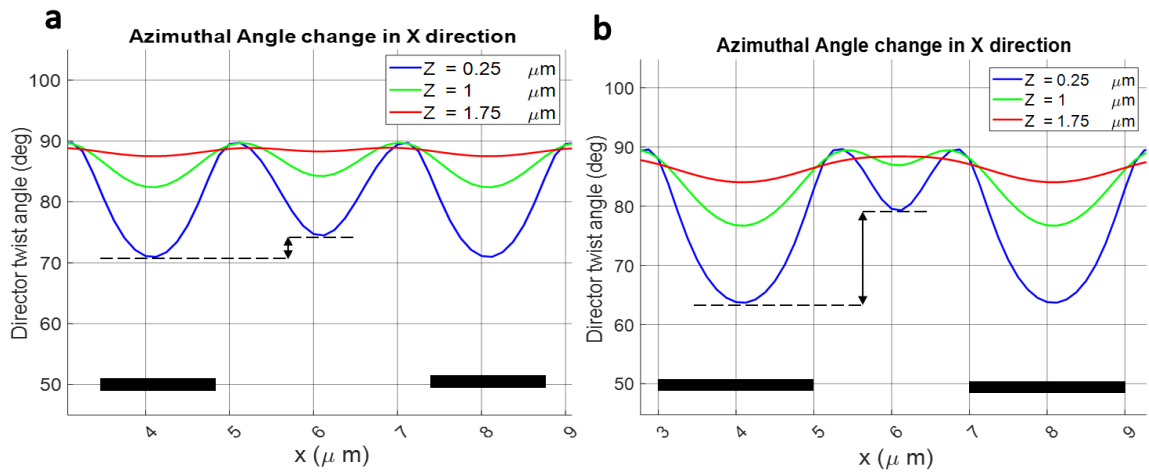 a
Azimuthal Angle change in X direction
Z = 0.25 μm
Z = 1 μm
Z = 1.75 μm
Director twist angle (deg)
100
90
80
70
60
50
4
5
6
7
8
9
x (μ m)
b
Azimuthal Angle change in X direction
Z = 0.25 μm
Z = 1 μm
Z = 1.75 μm
Director twist angle (deg)
100
90
80
70
60
50
3
4
5
6
7
8
9
x (μ m)